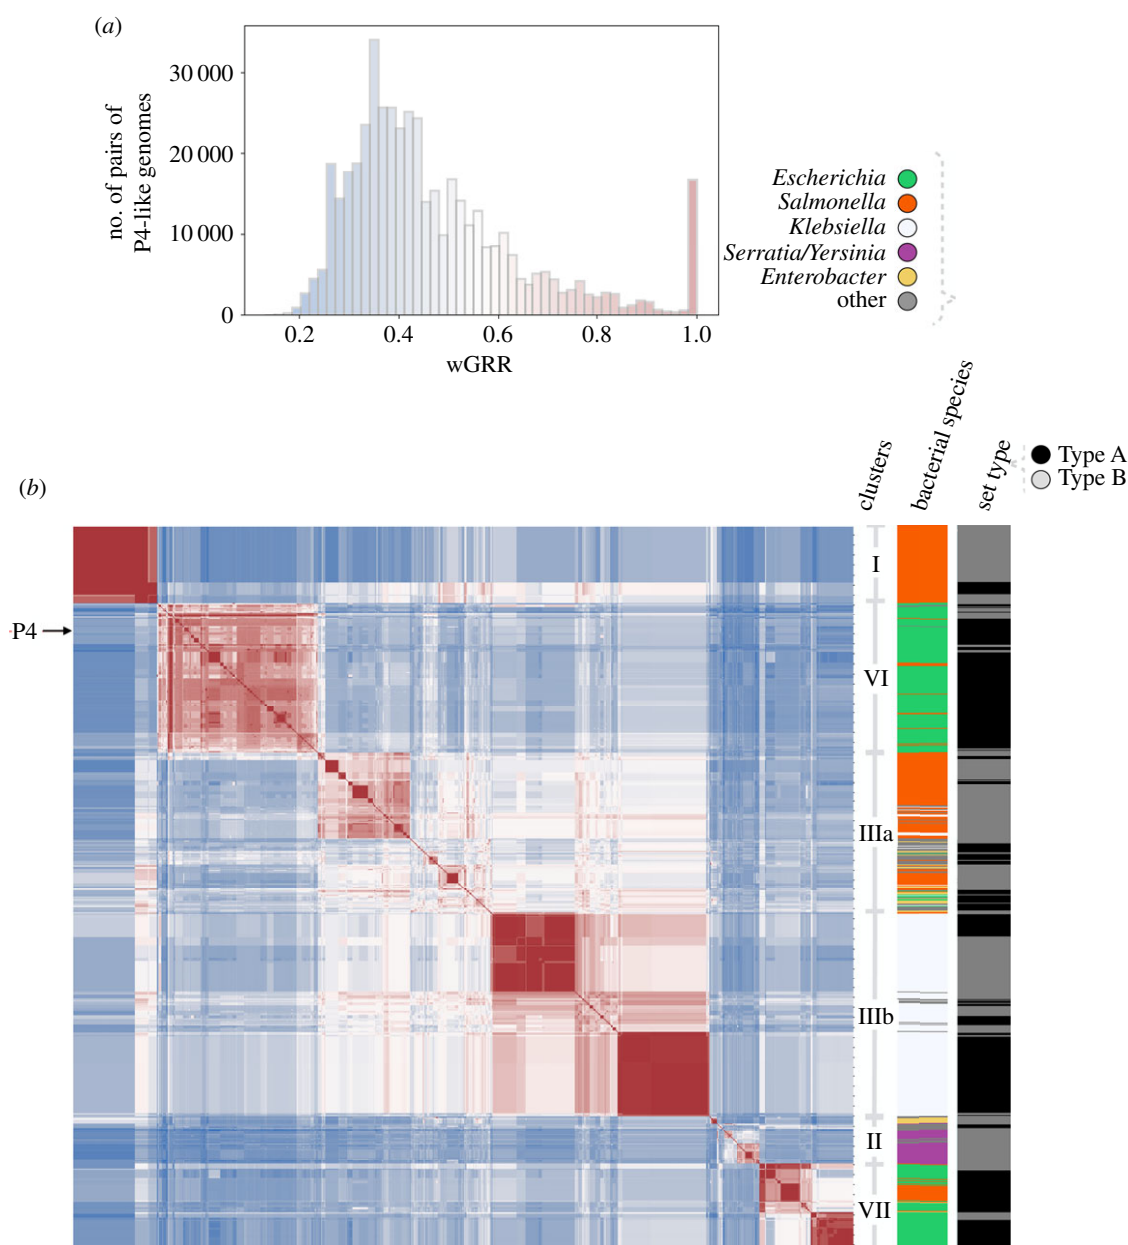 (a)
no. of pairs of
P4-like genomes
30 000
20 000
10 000
0
0.2 0.4 0.6 0.8 1.0
wGRR
Escherichia
Salmonella
Klebsiella
Serratia/Yersinia
Enterobacter
other
(b)
clusters
bacterial species
set type
Type A
Type B
P4
I
VI
IIIa
IIIb
II
VII